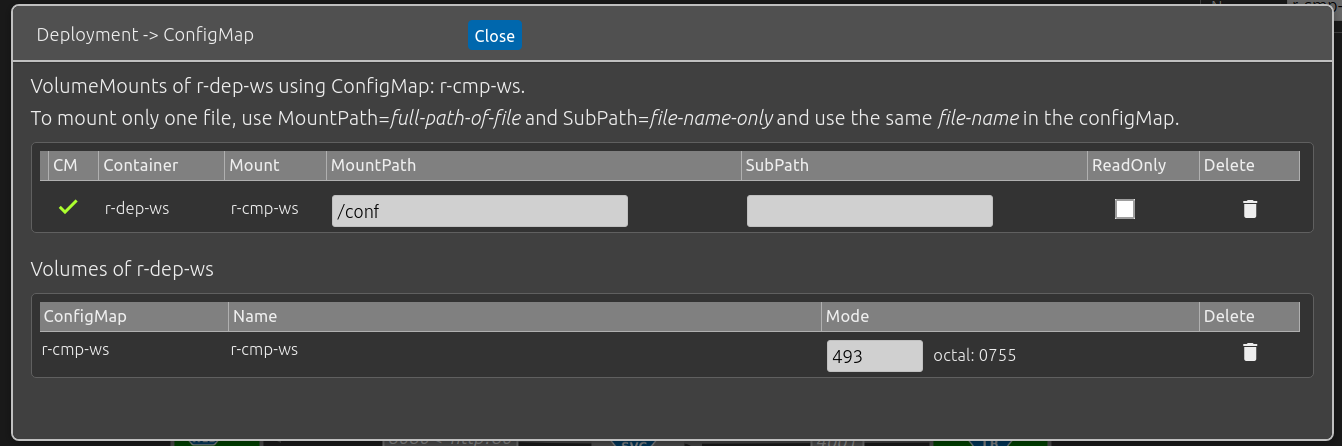 Deployment -> ConfigMap Close
VolumeMounts of r-dep-ws using ConfigMap: r-cmp-ws.
To mount only one file, use MountPath=full-path-of-file and SubPath=file-name-only and use the same file-name in the configMap.
CM Container Mount MountPath SubPath ReadOnly Delete
r-dep-ws r-cmp-ws /conf
Volumes of r-dep-ws
ConfigMap Name Mode Delete
r-cmp-ws r-cmp-ws 493 octal: 0755